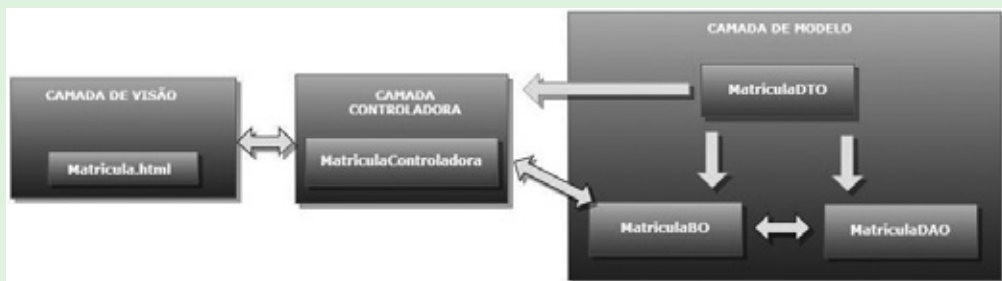 CAMADA DE VISÃO
Matricula.html
CAMADA
CONTROLADORA
MatriculaControladora
CAMADA DE MODELO
MatriculaDTO
MatriculaBO
MatriculaDAO